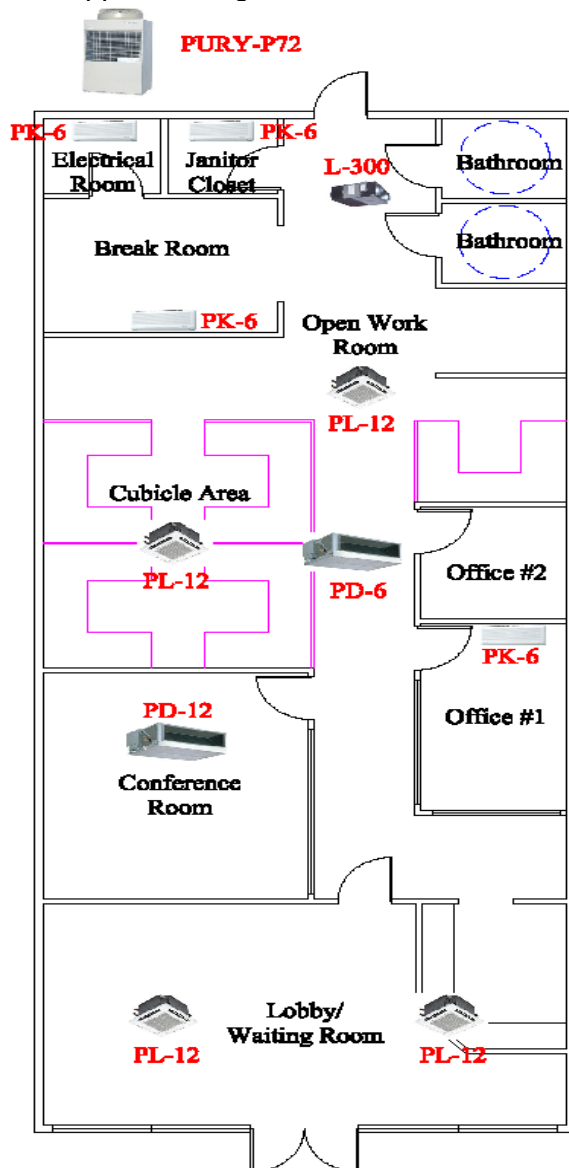 PURY-P72
PK-6
PK-6
Electrical
Room
Janitor
Closet
L-300
Bathroom
Break Room
Bathroom
PK-6
Open Work
Room
PL-12
Cubicle Area
PL-12
PD-6
Office #2
PK-6
PD-12
Office #1
Conference
Room
Lobby/
Waiting Room
PL-12
PL-12